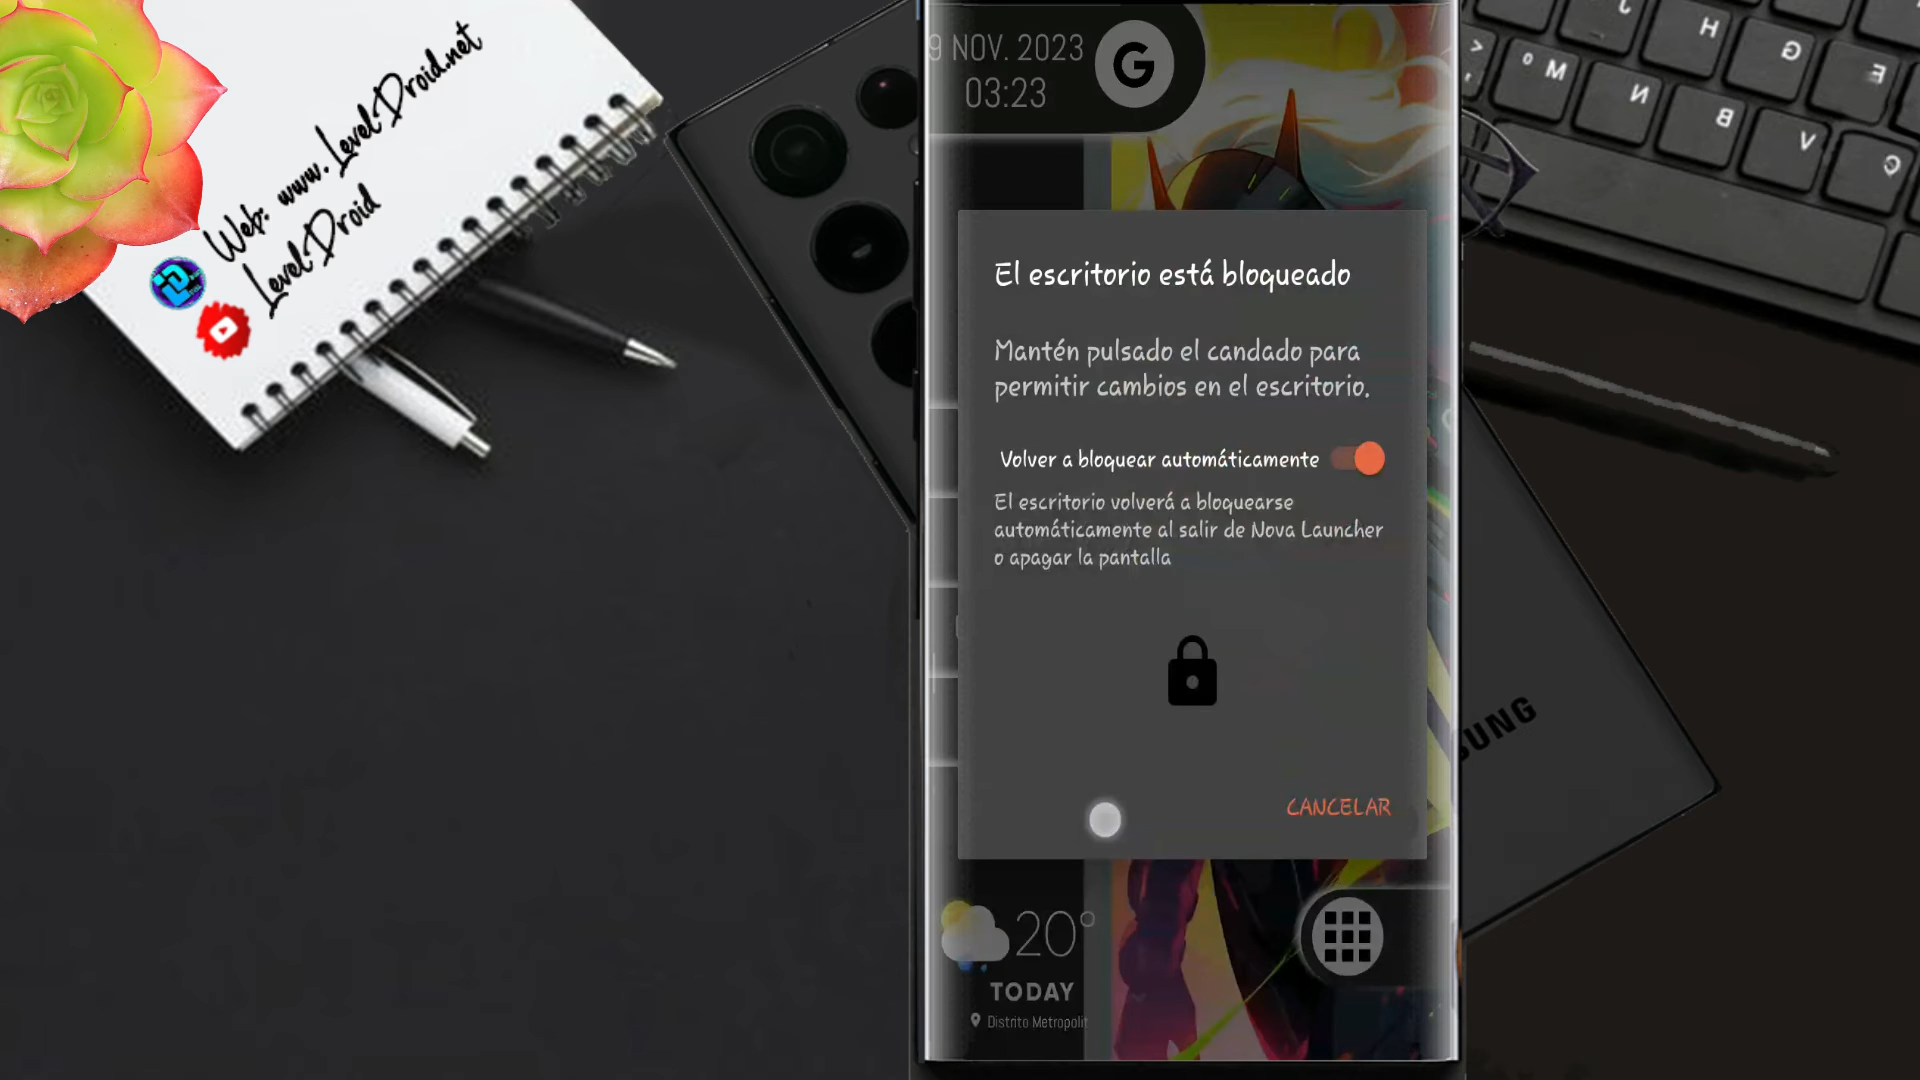 Web: www.LevelDroid.net
LevelDroid
9 NOV. 2023
03:23
G
El escritorio está bloqueado
Mantén pulsado el candado para
permitir cambios en el escritorio.
Volver a bloquear automáticamente
El escritorio volverá a bloquearse
automáticamente al salir de Nova Launcher
o apagar la pantalla
CANCELAR
20°
TODAY
Distrito Metropolit
SUNG
J
H
G
E
M
N
B
V